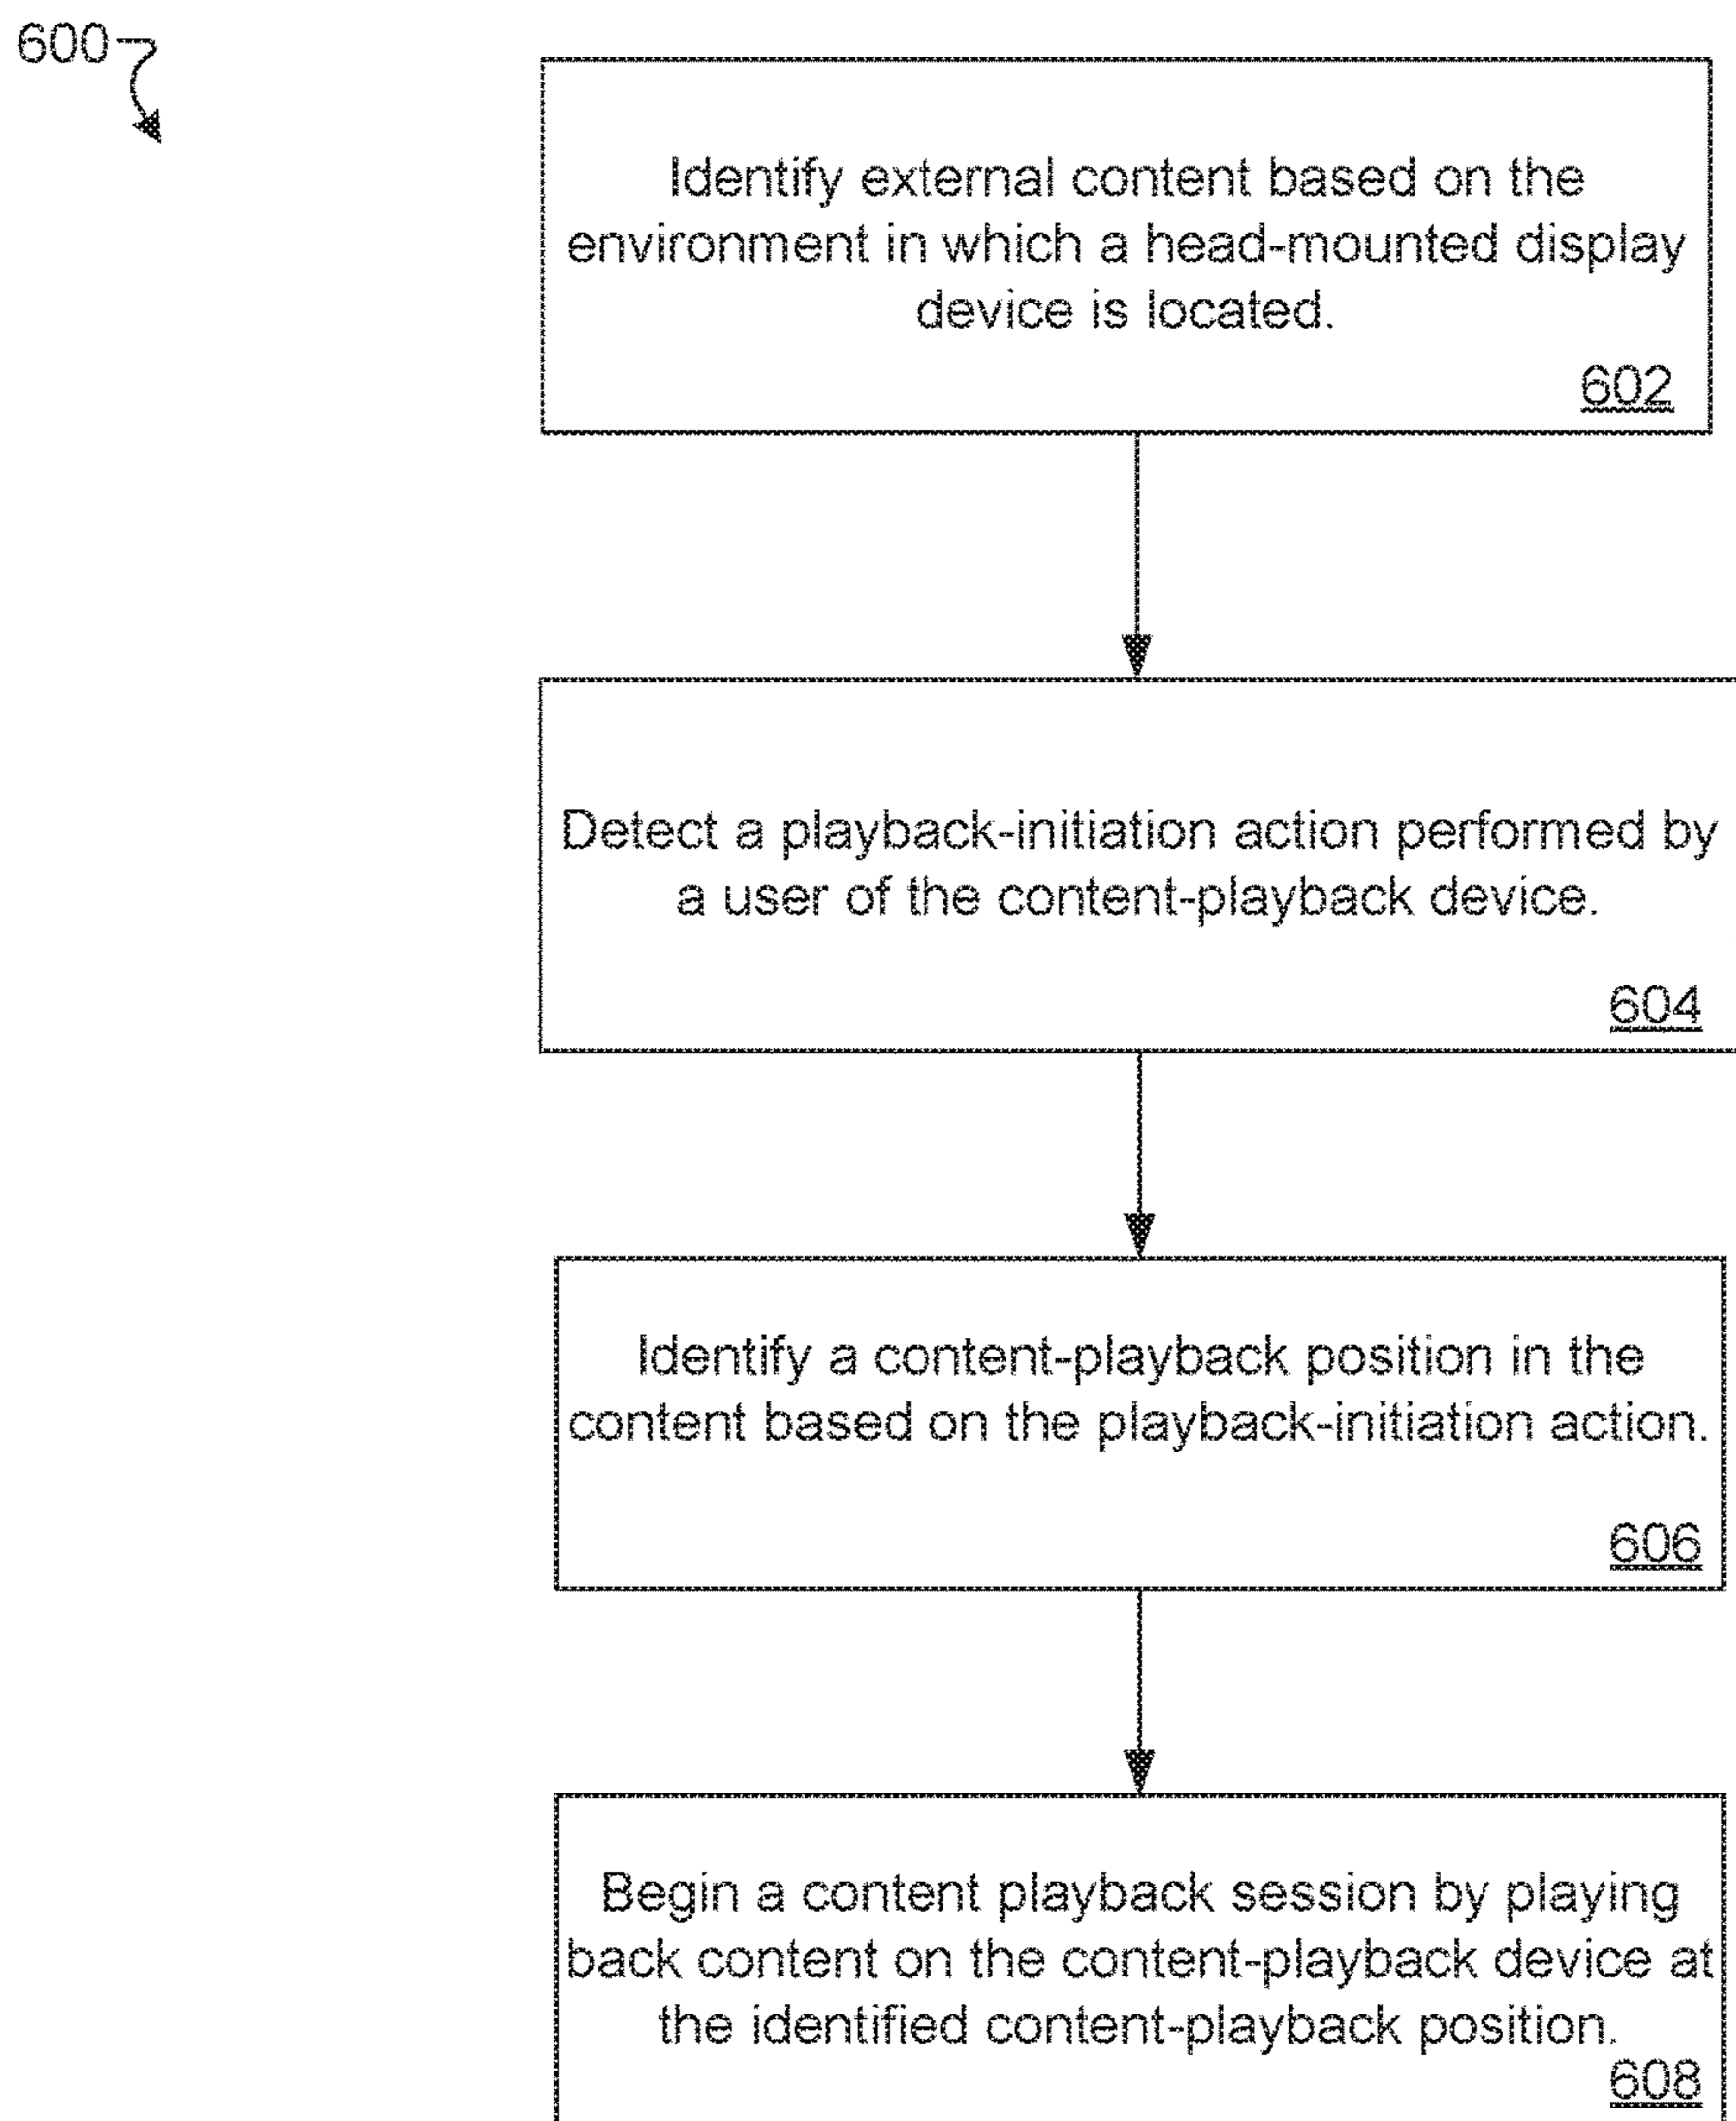 600
Identify external content based on the
environment in which a head-mounted display
device is located.
602
Detect a playback-initiation action performed by
a user of the content-playback device.
604
Identify a content-playback position in the
content based on the playback-initiation action.
606
Begin a content playback session by playing
back content on the content-playback device at
the identified content-playback position.
608